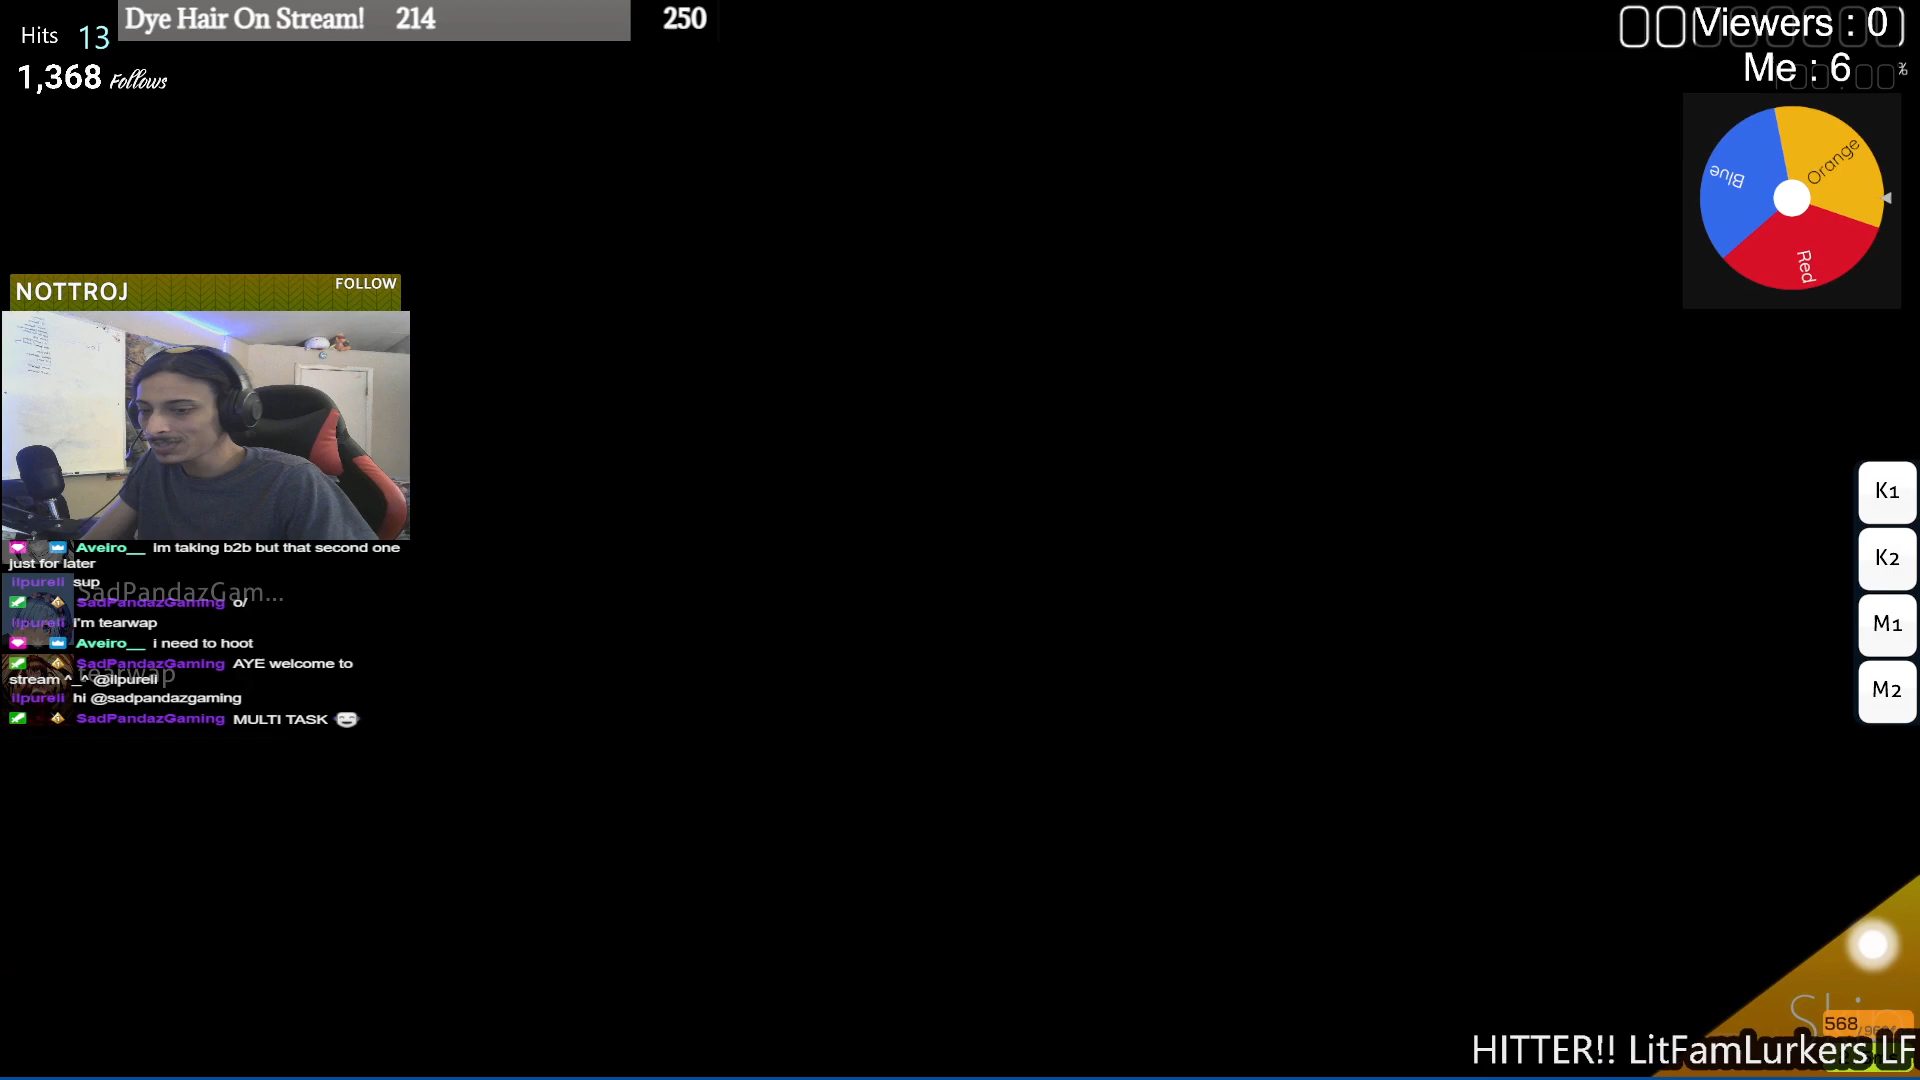 Dye Hair On Stream! 214 250
Hits 13
1,368 Follows
Viewers : 0
Me : 6
%
Blue
Orange
Red
NOTTROJ
FOLLOW
Aveiro__ Im taking b2b but that second one
just for later
ilpureli sup
SadPandazGam...
SadPandazGaming o/
ilpureli i'm tearwap
Aveiro__ i need to hoot
SadPandazGaming AYE welcome to
tearwap
stream ^_^ @ilpureli
ilpureli hi @sadpandazgaming
SadPandazGaming MULTI TASK
K1
K2
M1
M2
568
HITTER!! LitFamLurkers LF